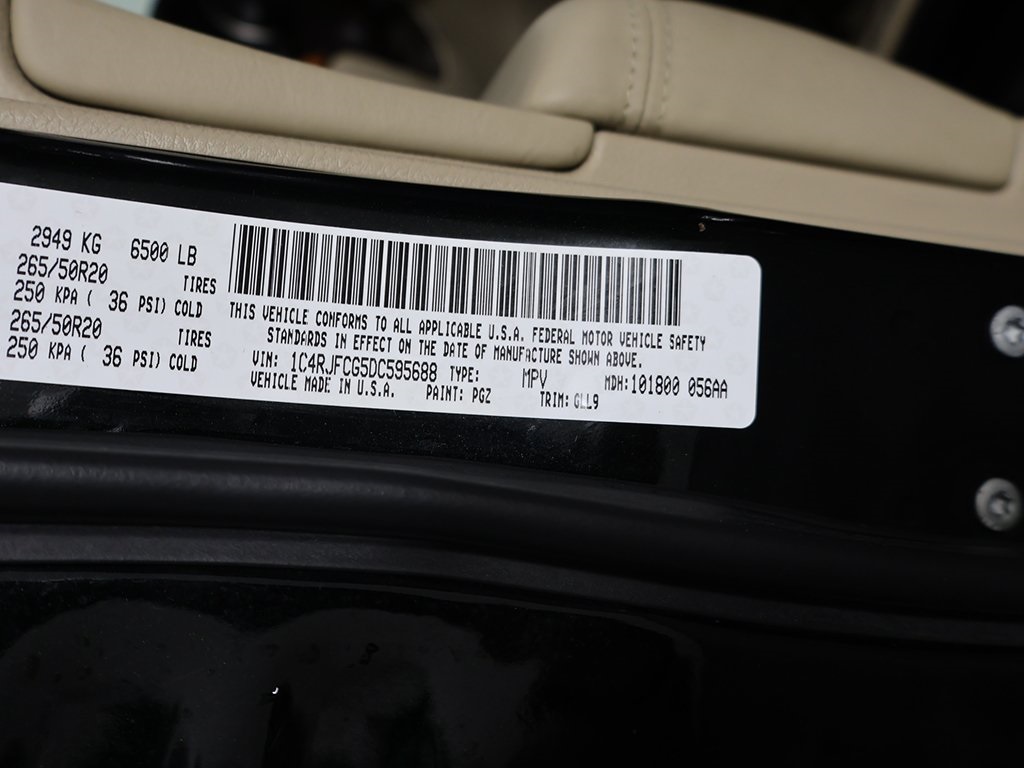 2949 KG 6500 LB
265/50R20 TIRES
250 KPA ( 36 PSI) COLD
265/50R20 TIRES
250 KPA ( 36 PSI) COLD
THIS VEHICLE CONFORMS TO ALL APPLICABLE U.S.A. FEDERAL MOTOR VEHICLE SAFETY
STANDARDS IN EFFECT ON THE DATE OF MANUFACTURE SHOWN ABOVE.
VIN: 1C4RJFCG5DC595688 TYPE: MPV MDH:101800 056AA
VEHICLE MADE IN U.S.A. PAINT: PGZ TRIM: GLL9